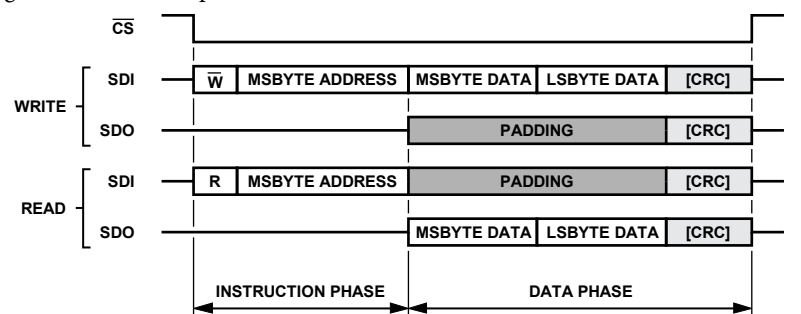 CS
SDI W MSBYTE ADDRESS MSBYTE DATA LSBYTE DATA [CRC]
WRITE
SDO PADDING [CRC]
SDI R MSBYTE ADDRESS PADDING [CRC]
READ
SDO MSBYTE DATA LSBYTE DATA [CRC]
INSTRUCTION PHASE DATA PHASE